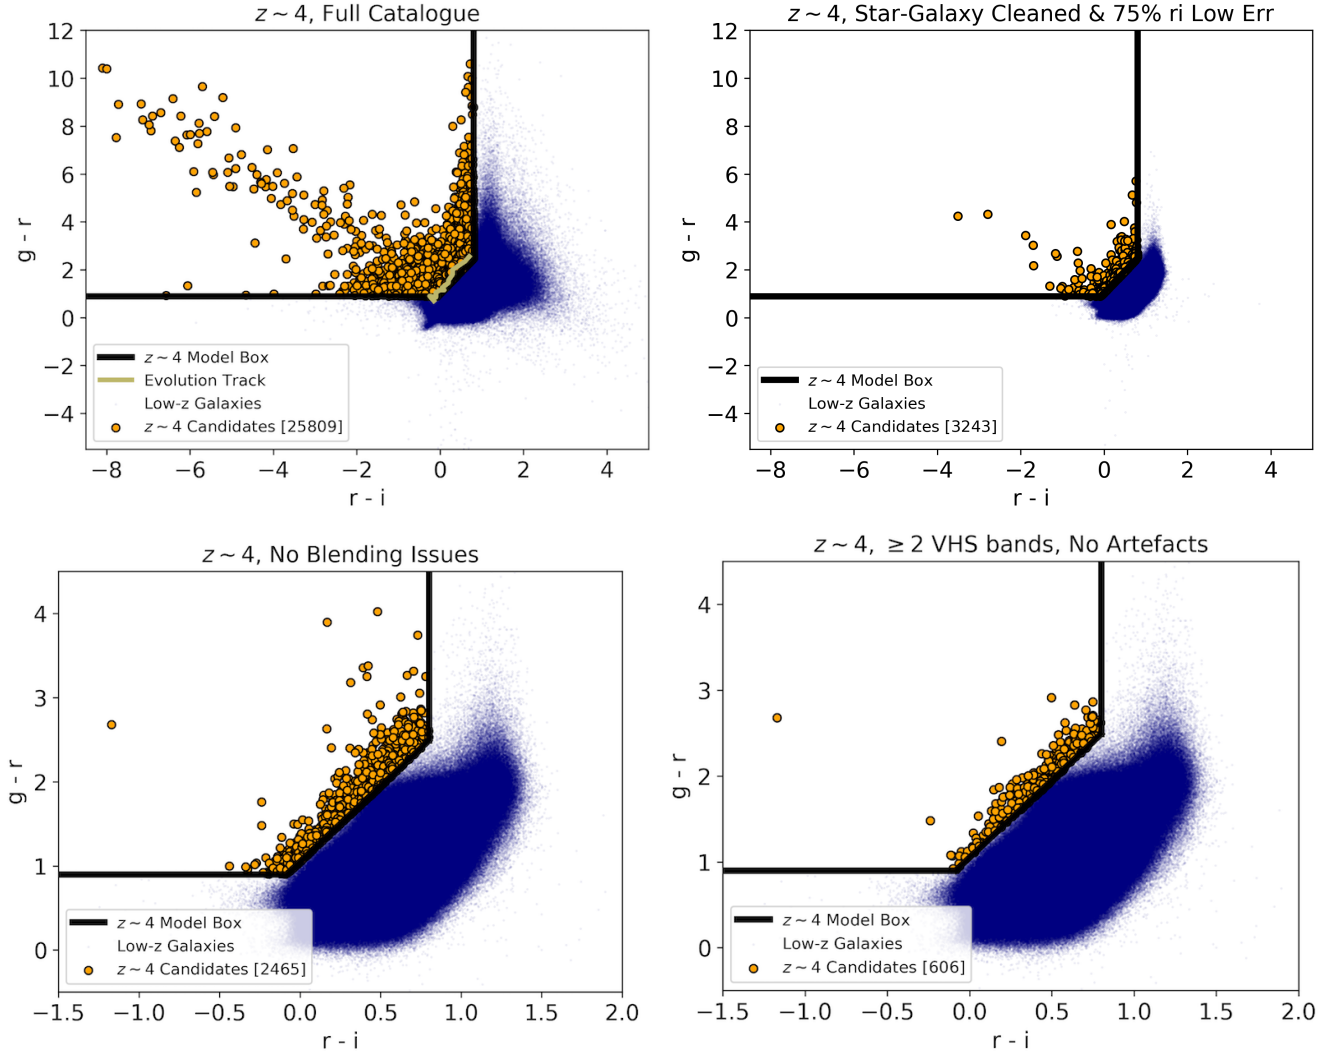 z ~ 4, Full Catalogue
12
10
8
6
4
2
0
−2
−4
g - r
z ~ 4 Model Box
Evolution Track
Low-z Galaxies
z ~ 4 Candidates [25809]
−8 −6 −4 −2 0 2 4
r - i
z ~ 4, Star-Galaxy Cleaned & 75% ri Low Err
12
10
8
6
4
2
0
−2
−4
g - r
z ~ 4 Model Box
Low-z Galaxies
z ~ 4 Candidates [3243]
−8 −6 −4 −2 0 2 4
r - i
z ~ 4, No Blending Issues
4
3
2
1
0
g - r
z ~ 4 Model Box
Low-z Galaxies
z ~ 4 Candidates [2465]
−1.5 −1.0 −0.5 0.0 0.5 1.0 1.5 2.0
r - i
z ~ 4, ≥2 VHS bands, No Artefacts
4
3
2
1
0
g - r
z ~ 4 Model Box
Low-z Galaxies
z ~ 4 Candidates [606]
−1.5 −1.0 −0.5 0.0 0.5 1.0 1.5 2.0
r - i